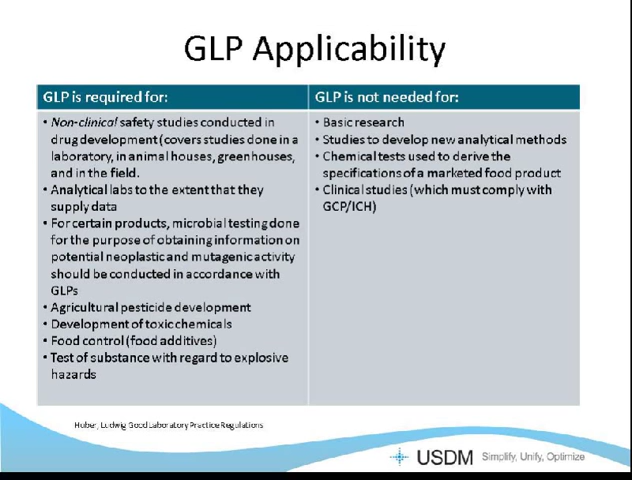 GLP Applicability
GLP is required for:
• Non-clinical safety studies conducted in
drug development (covers studies done in a
laboratory, in animal houses, greenhouses,
and in the field.
• Analytical labs to the extent that they
supply data
• For certain products, microbial testing done
for the purpose of obtaining information on
potential neoplastic and mutagenic activity
should be conducted in accordance with
GLPs
• Agricultural pesticide development
• Development of toxic chemicals
• Food control (food additives)
• Test of substance with regard to explosive
hazards
GLP is not needed for:
• Basic research
• Studies to develop new analytical methods
• Chemical tests used to derive the
specifications of a marketed food product
• Clinical studies (which must comply with
GCP/ICH)
Huber, Ludwig Good Laboratory Practice Regulations
USDM Simplify, Unify, Optimize